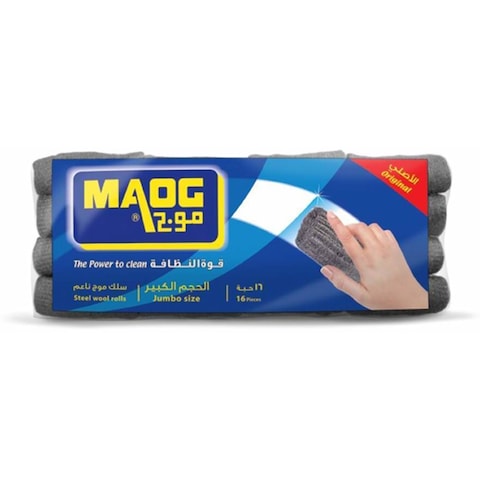 MAOG
موج®
The Power to clean قوة النظافة
سلك موج ناعم
Steel wool rolls
الحجم الكبير
Jumbo size
١٦ حبة
16 Pieces
الأصلي
Original